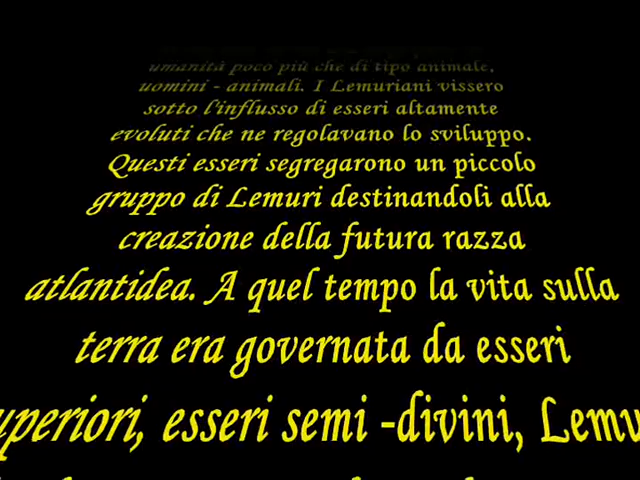 umanità poco più che di tipo animale,
uomini - animali. I Lemuriani vissero
sotto l'influsso di esseri altamente
evoluti che ne regolavano lo sviluppo.
Questi esseri segregarono un piccolo
gruppo di Lemuri destinandoli alla
creazione della futura razza
atlantidea. A quel tempo la vita sulla
terra era governata da esseri
uperiori, esseri semi -divini, Lemu